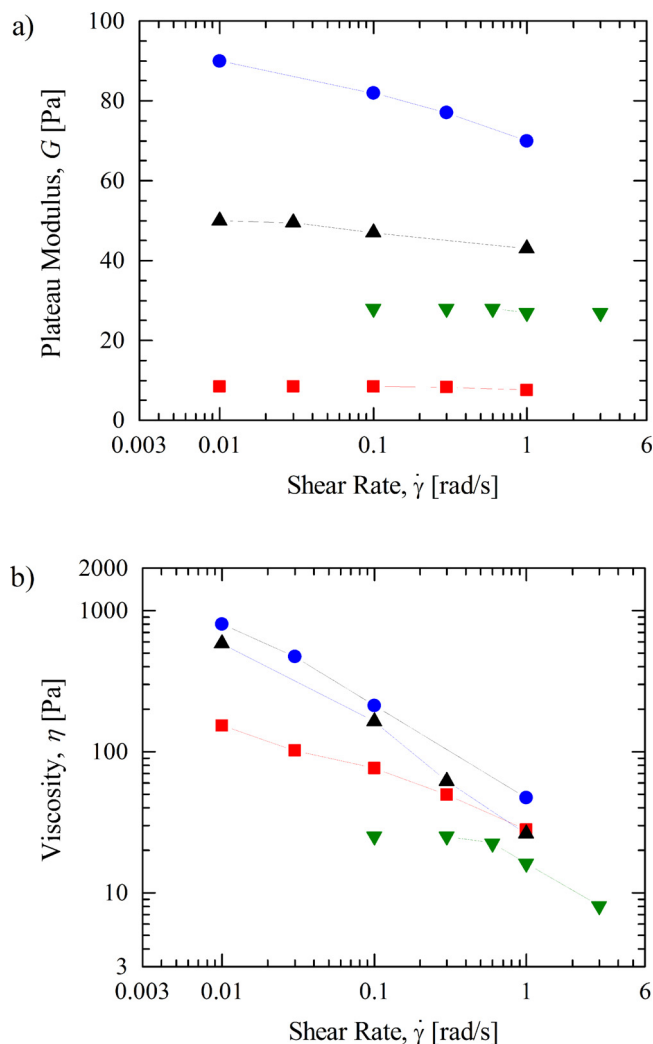 a)
100
80
60
40
20
0
Plateau Modulus, G [Pa]
0.003 0.01 0.1 1 6
Shear Rate, γ̇ [rad/s]
b)
2000
1000
100
10
3
Viscosity, η [Pa]
0.003 0.01 0.1 1 6
Shear Rate, γ̇ [rad/s]